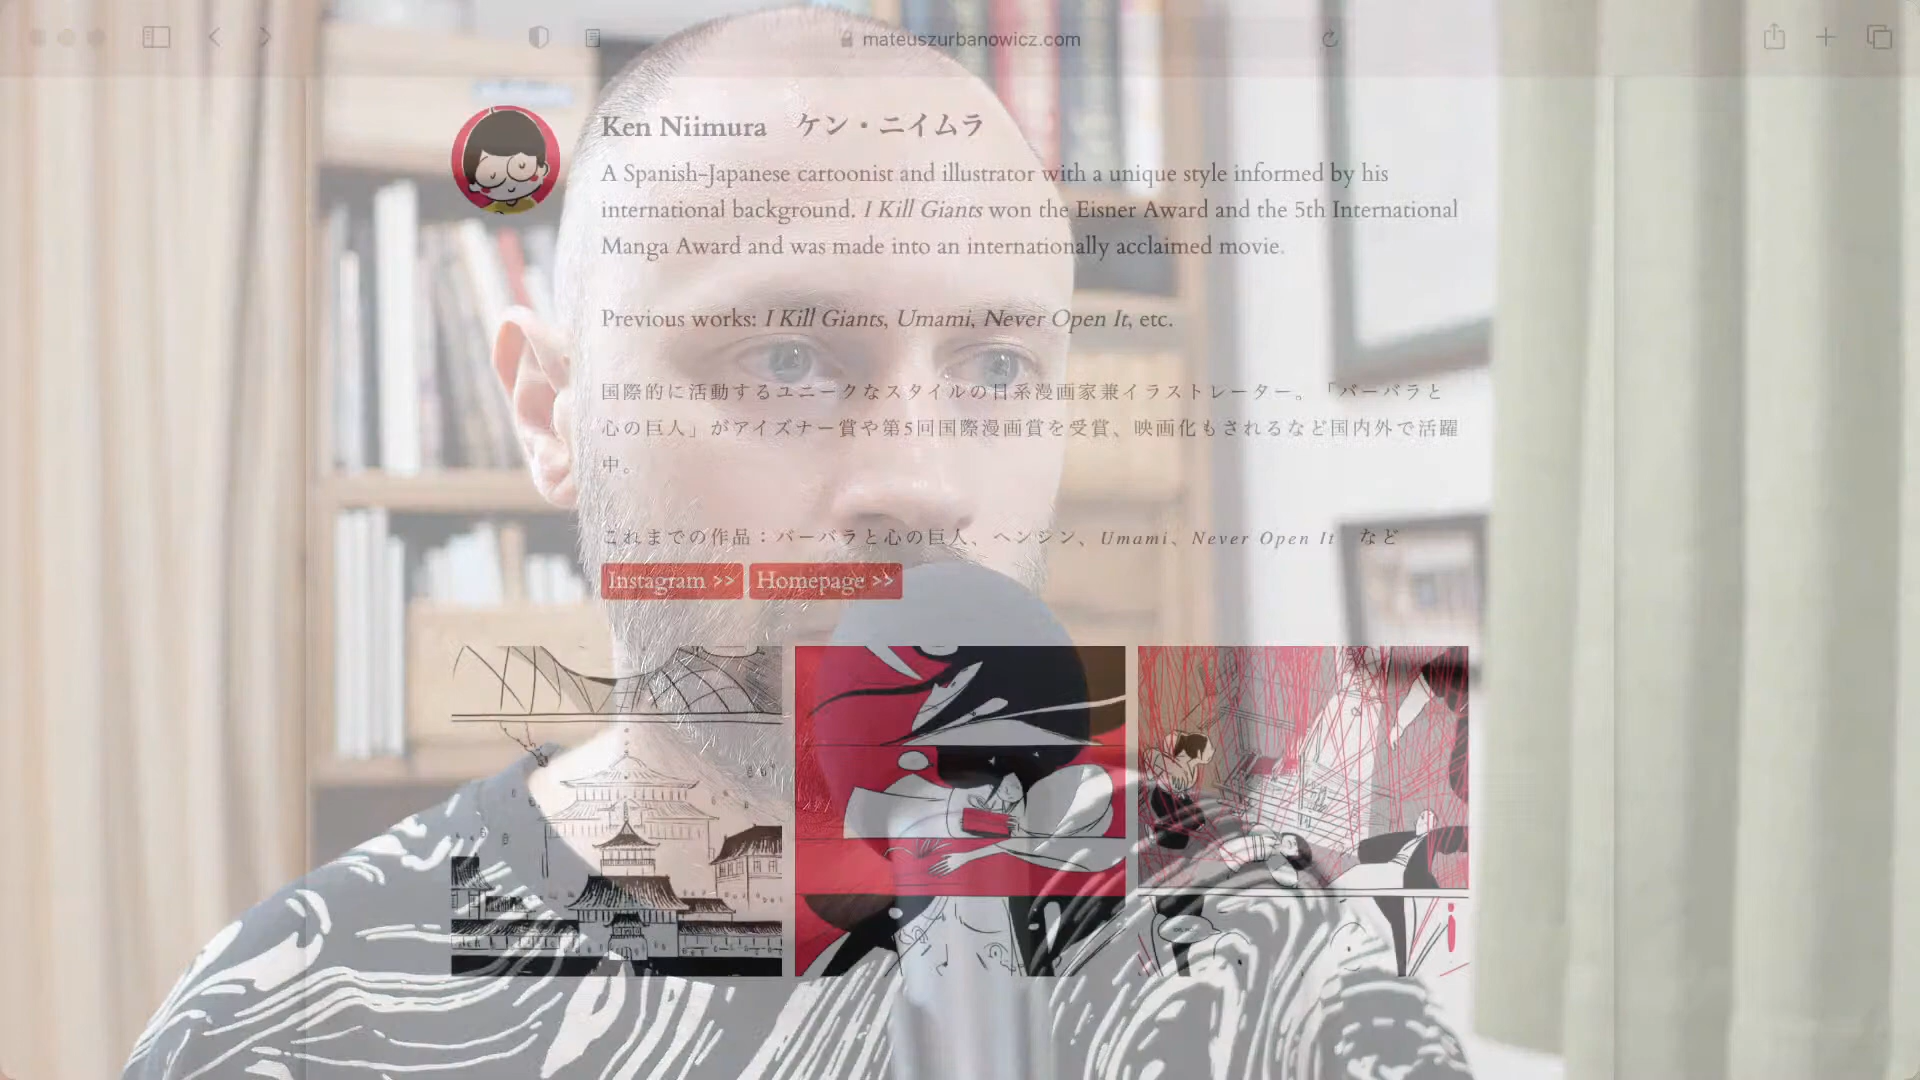 mateuszurbanowicz.com
Ken Niimura ケン・ニイムラ
A Spanish-Japanese cartoonist and illustrator with a unique style informed by his
international background. I Kill Giants won the Eisner Award and the 5th International
Manga Award and was made into an internationally acclaimed movie.
Previous works: I Kill Giants, Umami, Never Open It, etc.
国際的に活動するユニークなスタイルの日系漫画家兼イラストレーター。「バーバラと
心の巨人」がアイズナー賞や第5回国際漫画賞を受賞、映画化もされるなど国内外で活躍
中。
これまでの作品：バーバラと心の巨人、ヘンジン、Umami、Never Open It　など
Instagram >> Homepage >>